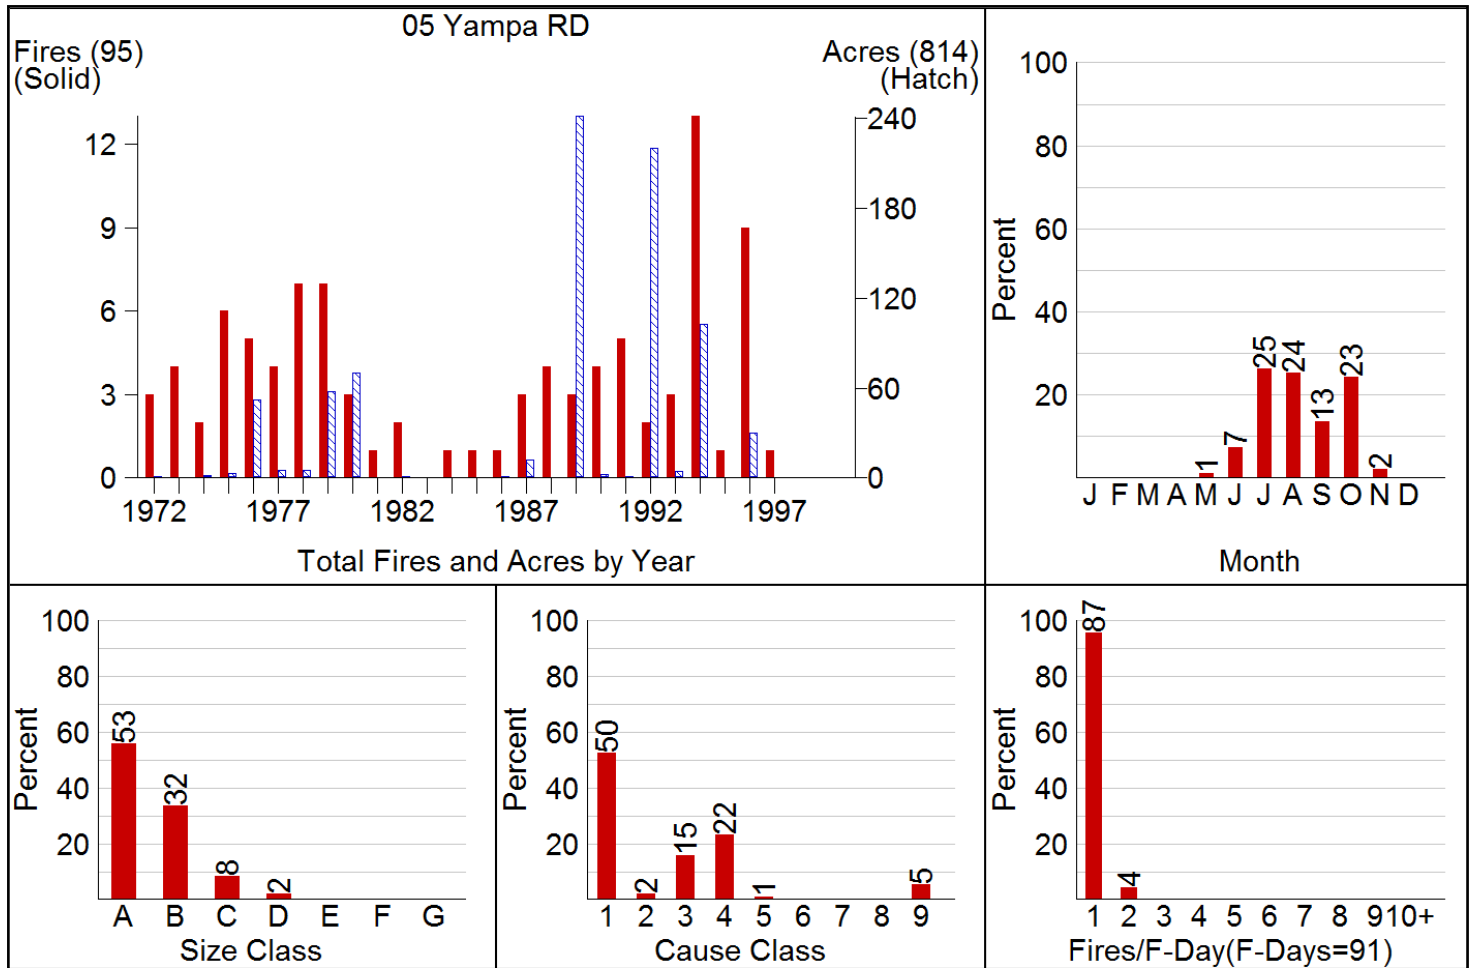 05 Yampa RD
Fires (95)
(Solid)
Acres (814)
(Hatch)
12
9
6
3
0
240
180
120
60
0
1972 1977 1982 1987 1992 1997
Total Fires and Acres by Year
100
80
60
40
20
Percent
1 7 25 24 13 23 2
J F M A M J J A S O N D
Month
100
80
60
40
20
Percent
53 32 8 2
A B C D E F G
Size Class
100
80
60
40
20
Percent
50 2 15 22 1 5
1 2 3 4 5 6 7 8 9
Cause Class
100
80
60
40
20
Percent
87 4
1 2 3 4 5 6 7 8 9 10+
Fires/F-Day(F-Days=91)